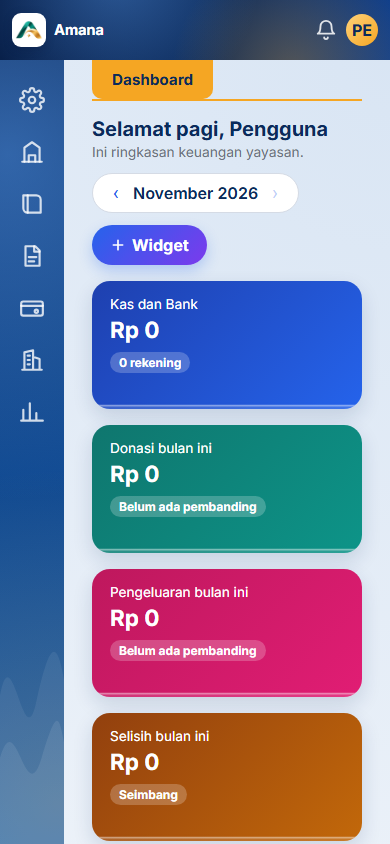 Amana
PE
Dashboard
Selamat pagi, Pengguna
Ini ringkasan keuangan yayasan.
‹ November 2026 ›
+ Widget
Kas dan Bank
Rp 0
0 rekening
Donasi bulan ini
Rp 0
Belum ada pembanding
Pengeluaran bulan ini
Rp 0
Belum ada pembanding
Selisih bulan ini
Rp 0
Seimbang